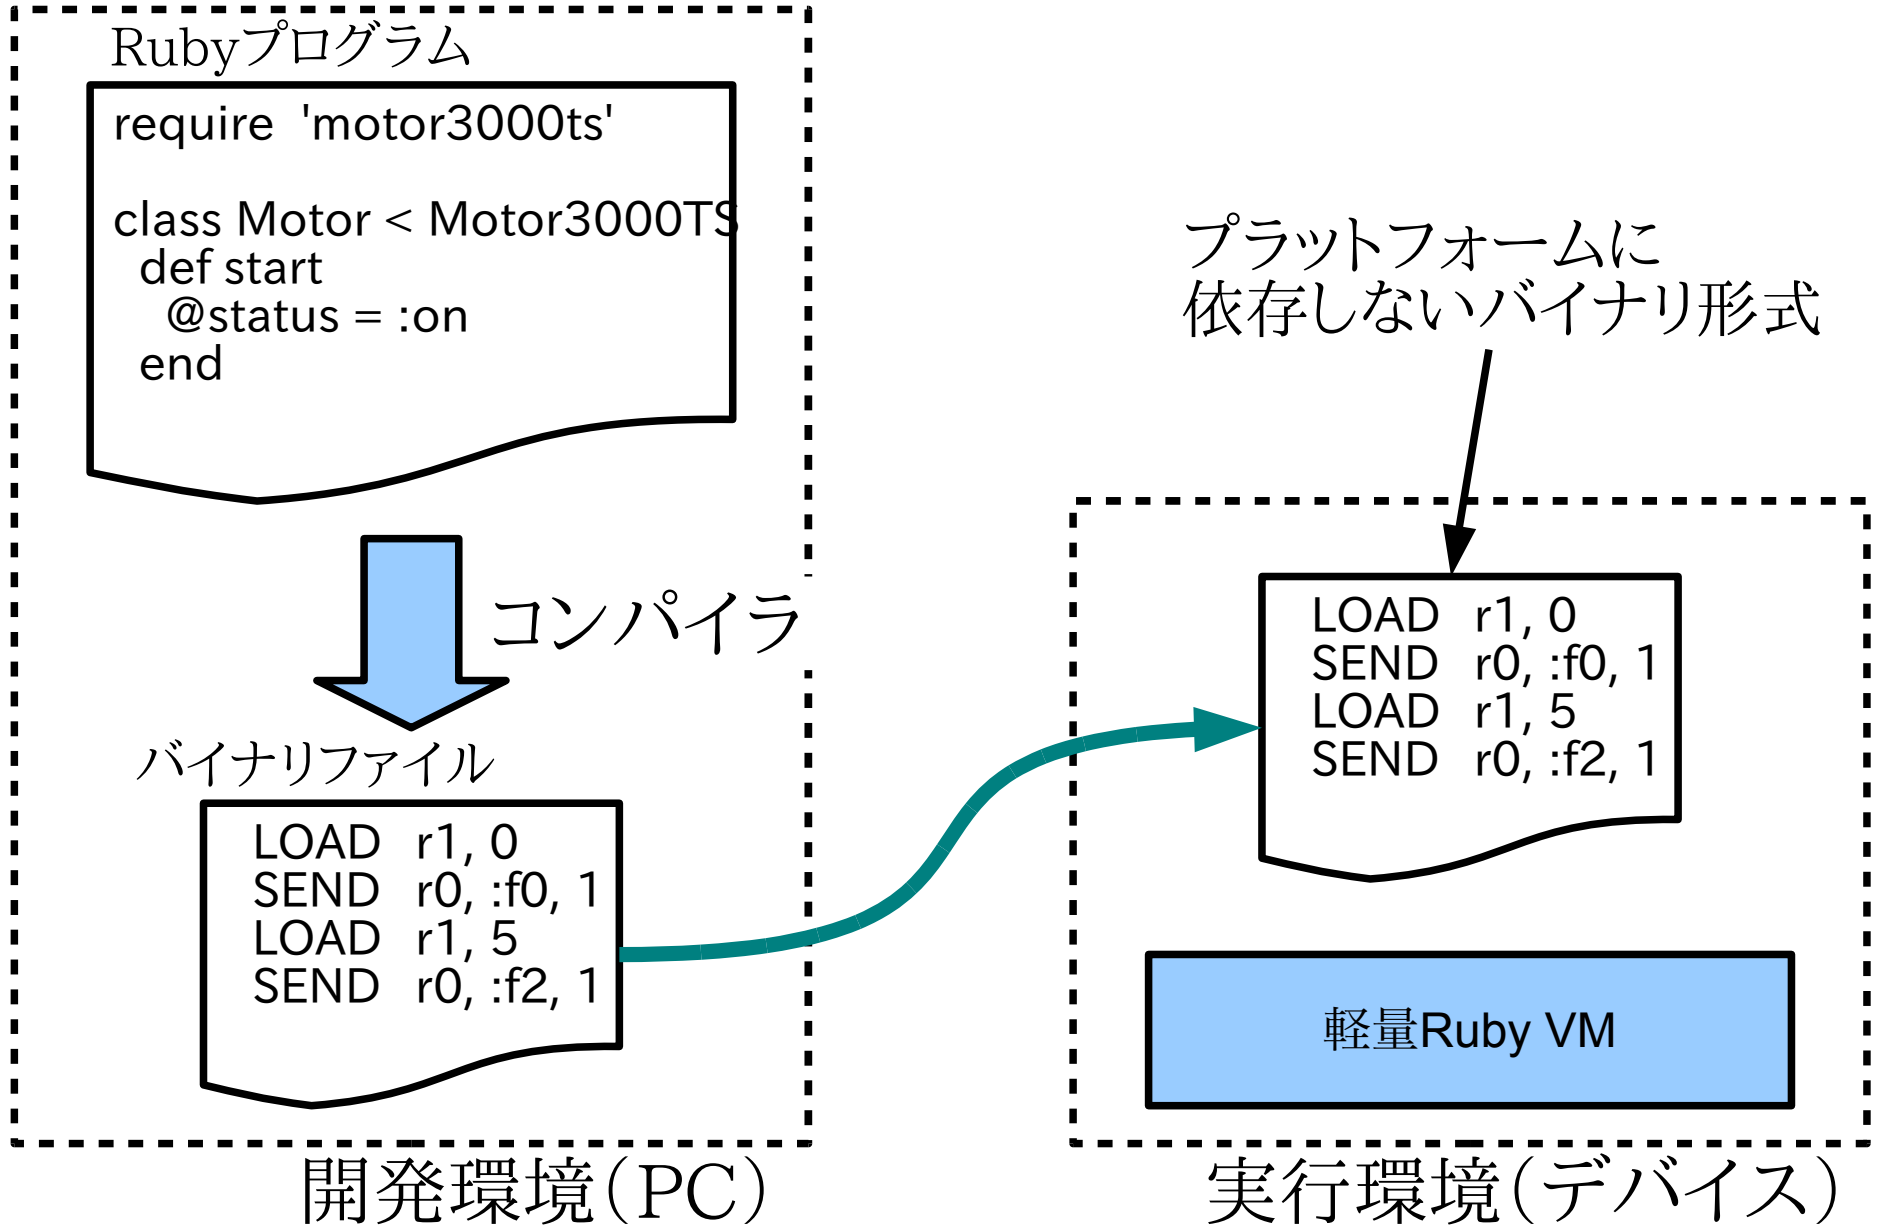 Rubyプログラム
require 'motor3000ts'
class Motor < Motor3000TS
def start
@status = :on
end
コンパイラ
バイナリファイル
LOAD r1, 0
SEND r0, :f0, 1
LOAD r1, 5
SEND r0, :f2, 1
開発環境(PC)
プラットフォームに
依存しないバイナリ形式
LOAD r1, 0
SEND r0, :f0, 1
LOAD r1, 5
SEND r0, :f2, 1
軽量Ruby VM
実行環境(デバイス)